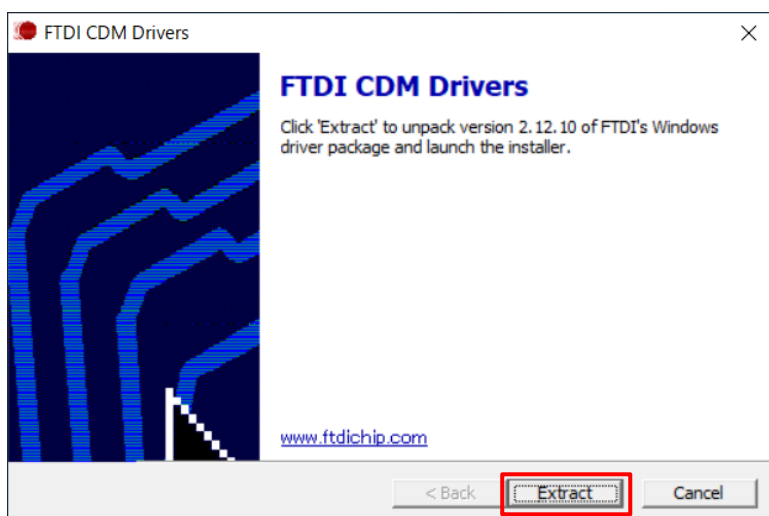 FTDI CDM Drivers
FTDI CDM Drivers
Click 'Extract' to unpack version 2.12.10 of FTDI's Windows
driver package and launch the installer.
www.ftdichip.com
< Back Extract Cancel